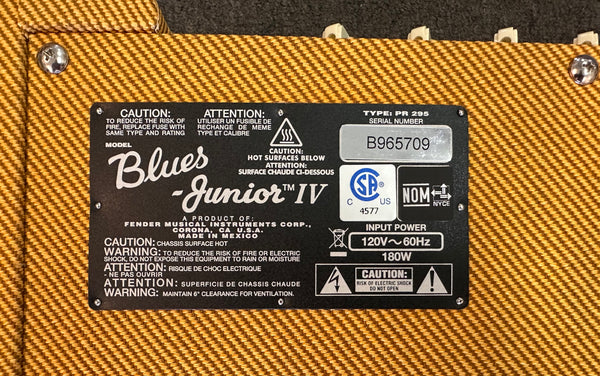 CAUTION:
TO REDUCE THE RISK OF
FIRE, REPLACE FUSE WITH
SAME TYPE AND RATING
ATTENTION:
UTILISER UN FUSIBLE DE
RECHANGE DE MEME
TYPE ET CALIBRE
CAUTION:
HOT SURFACES BELOW
ATTENTION:
SURFACE CHAUDE CI-DESSOUS
TYPE: PR 295
SERIAL NUMBER
B965709
MODEL
Blues
Junior™ IV
A PRODUCT OF:
FENDER MUSICAL INSTRUMENTS CORP.,
CORONA, CA U.S.A.
MADE IN MEXICO
C SA US
4577
NOM
NYCE
INPUT POWER
120V~60Hz
180W
CAUTION: CHASSIS SURFACE HOT
WARNING: TO REDUCE THE RISK OF FIRE OR ELECTRIC
SHOCK, DO NOT EXPOSE THIS EQUIPMENT TO RAIN OR MOISTURE
ATTENTION: RISQUE DE CHOC ELECTRIQUE
- NE PAS OUVRIR
ATTENTION: SUPERFICIE DE CHASSIS CHAUDE
WARNING: MAINTAIN 6" CLEARANCE FOR VENTILATION.
CAUTION:
RISK OF ELECTRIC SHOCK
DO NOT OPEN